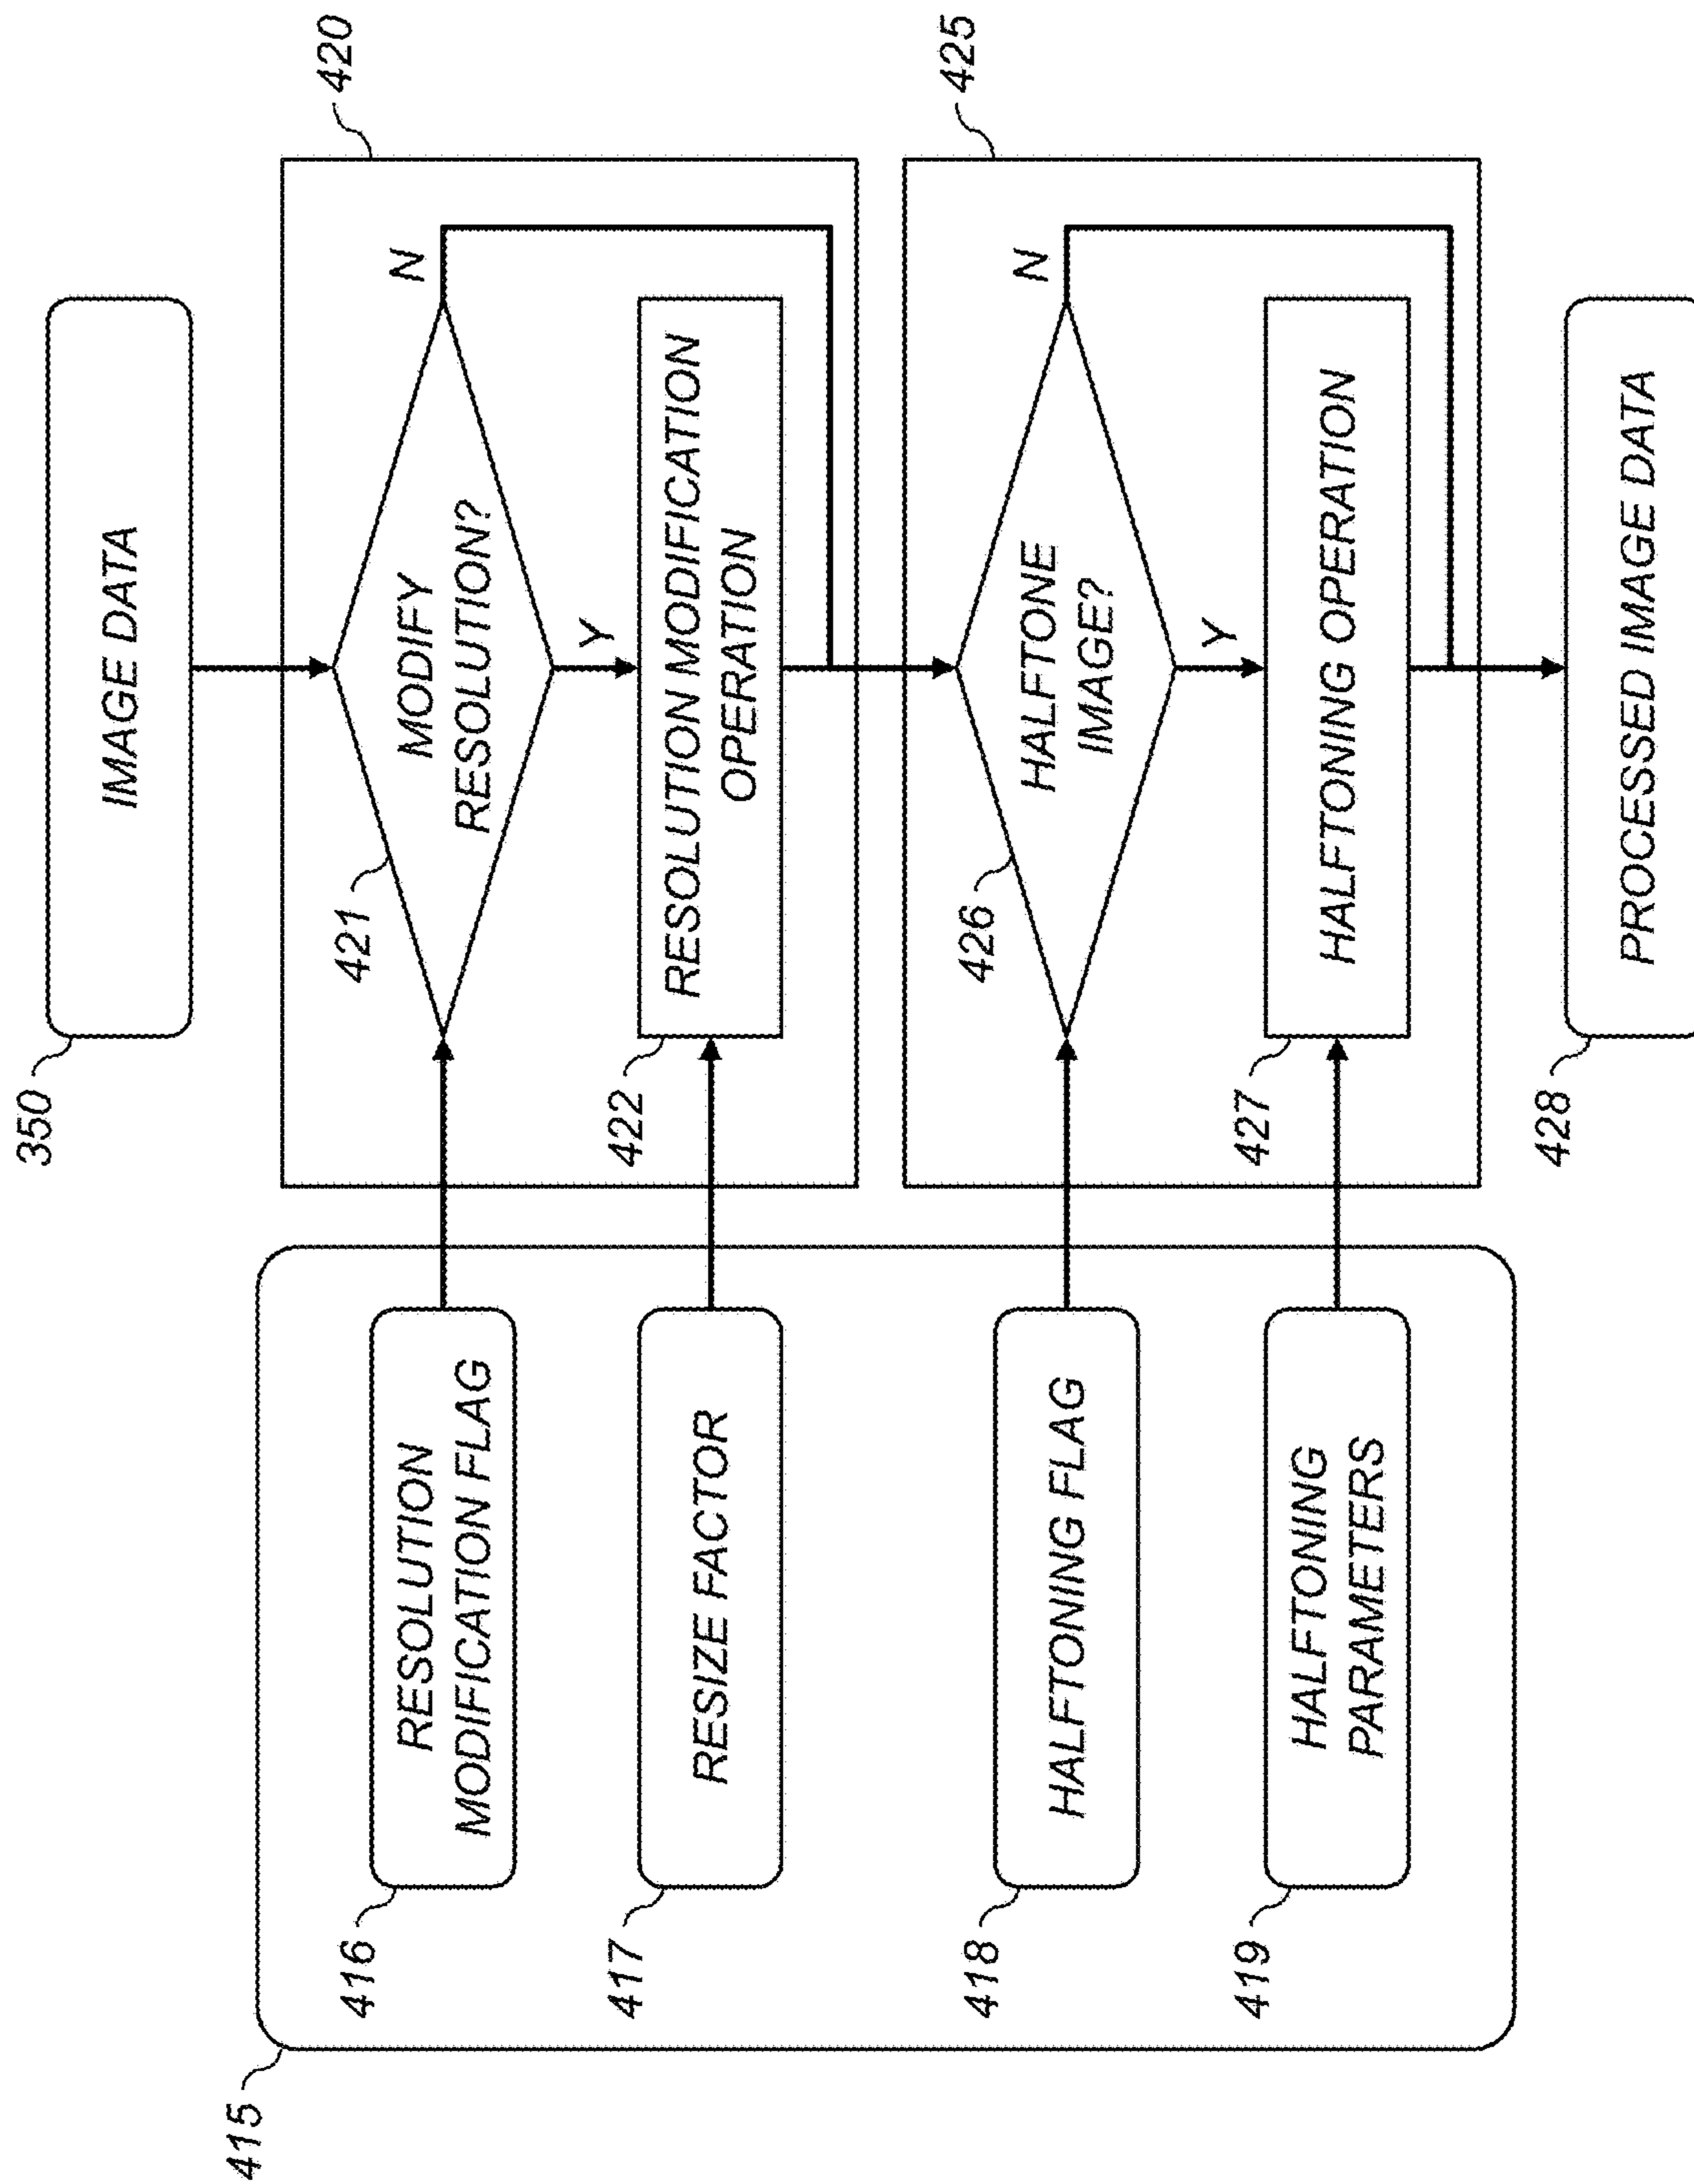 350
IMAGE DATA
420
421
MODIFY
RESOLUTION?
N
Y
422
RESOLUTION MODIFICATION
OPERATION
415
416
RESOLUTION
MODIFICATION FLAG
417
RESIZE FACTOR
425
426
HALFTONE
IMAGE?
N
Y
427
HALFTONING OPERATION
418
HALFTONING FLAG
419
HALFTONING
PARAMETERS
428
PROCESSED IMAGE DATA